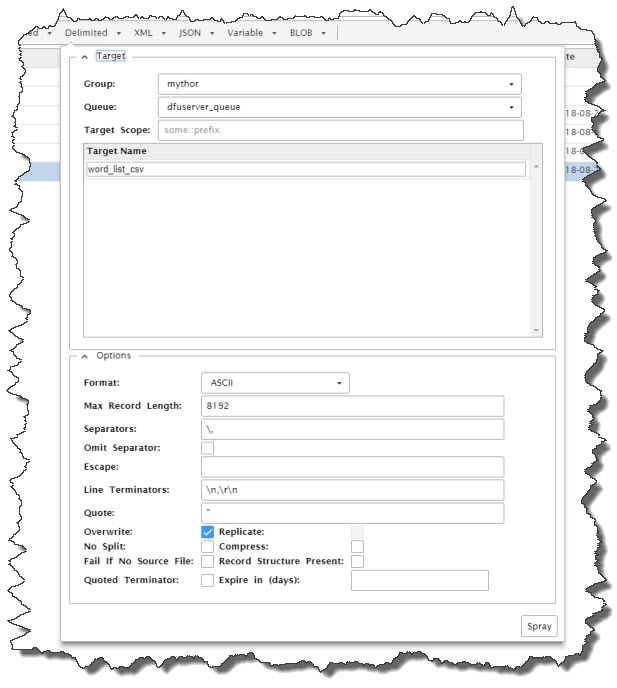 ed Delimited XML JSON Variable BLOB
Target
te
Group: mythor
Queue: dfuserver_queue
Target Scope: some::prefix
18-08-2
18-08-
18-0
18-08-
Target Name
word_list_csv
Options
Format: ASCII
Max Record Length: 8192
Separators: \,
Omit Separator:
Escape:
Line Terminators: \n,\r\n
Quote: "
Overwrite: Replicate:
No Split: Compress:
Fail If No Source File: Record Structure Present:
Quoted Terminator: Expire in (days):
Spray